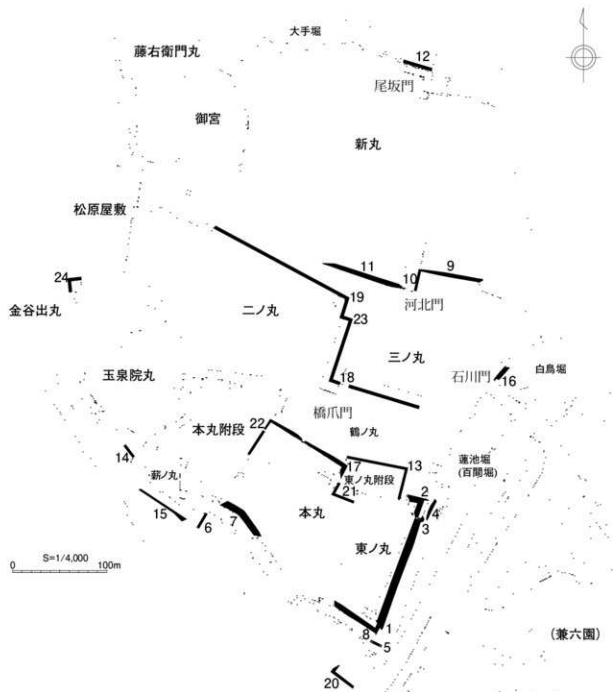 大手堀
藤右衛門丸
12
尾坂門
御宮
新丸
松原屋敷
24
11
10
9
金谷出丸
19
河北門
二ノ丸
23
三ノ丸
玉泉院丸
18
石川門
16
白鳥堀
橋爪門
本丸附段
22
鶴ノ丸
14
17
13
蓮池堀
(百間堀)
薪ノ丸
東ノ丸附段
21
2
15
6
7
本丸
4
3
S=1/4,000
0
100m
東ノ丸
1
8
5
(兼六園)
20